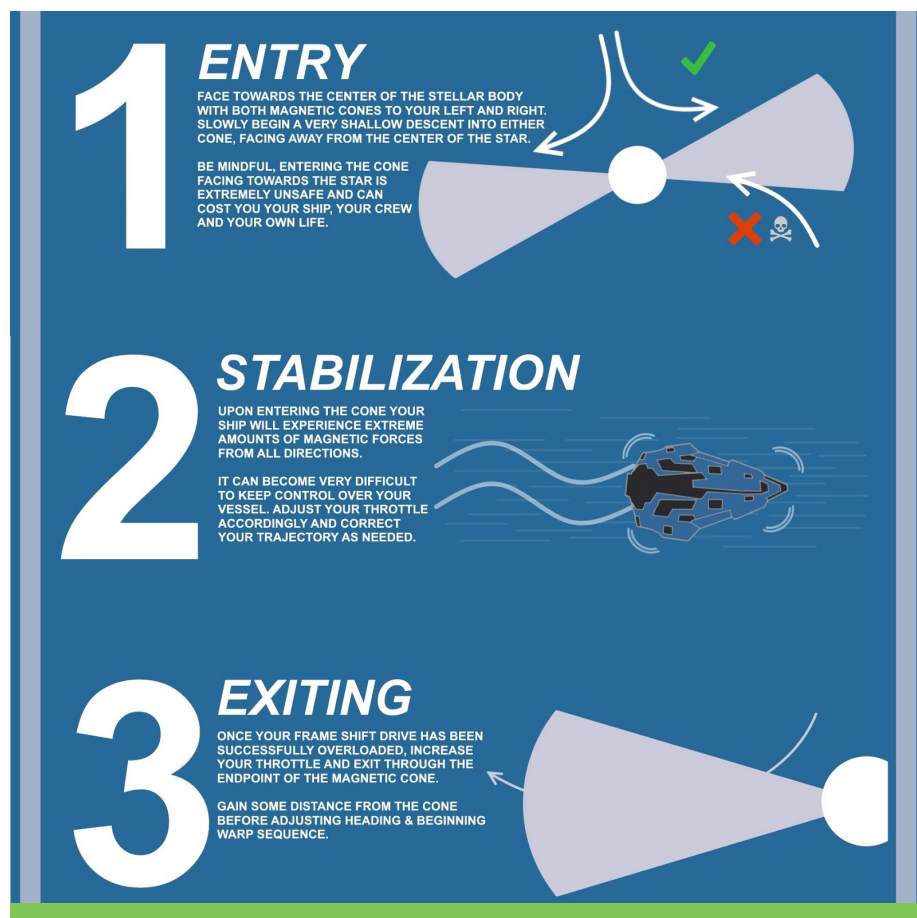 1
ENTRY
FACE TOWARDS THE CENTER OF THE STELLAR BODY
WITH BOTH MAGNETIC CONES TO YOUR LEFT AND RIGHT.
SLOWLY BEGIN A VERY SHALLOW DESCENT INTO EITHER
CONE, FACING AWAY FROM THE CENTER OF THE STAR.
BE MINDFUL, ENTERING THE CONE
FACING TOWARDS THE STAR IS
EXTREMELY UNSAFE AND CAN
COST YOU YOUR SHIP, YOUR CREW
AND YOUR OWN LIFE.
2
STABILIZATION
UPON ENTERING THE CONE YOUR
SHIP WILL EXPERIENCE EXTREME
AMOUNTS OF MAGNETIC FORCES
FROM ALL DIRECTIONS.
IT CAN BECOME VERY DIFFICULT
TO KEEP CONTROL OVER YOUR
VESSEL. ADJUST YOUR THROTTLE
ACCORDINGLY AND CORRECT
YOUR TRAJECTORY AS NEEDED.
3
EXITING
ONCE YOUR FRAME SHIFT DRIVE HAS BEEN
SUCCESSFULLY OVERLOADED, INCREASE
YOUR THROTTLE AND EXIT THROUGH THE
ENDPOINT OF THE MAGNETIC CONE.
GAIN SOME DISTANCE FROM THE CONE
BEFORE ADJUSTING HEADING & BEGINNING
WARP SEQUENCE.